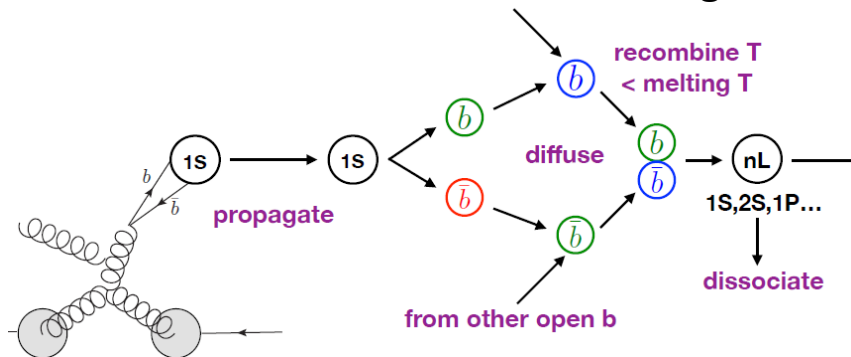 recombine T
< melting T
b
b
b
1S
1S
diffuse
b
nL
b
b̄
b̄
b̄
propagate
b̄
1S,2S,1P...
dissociate
from other open b